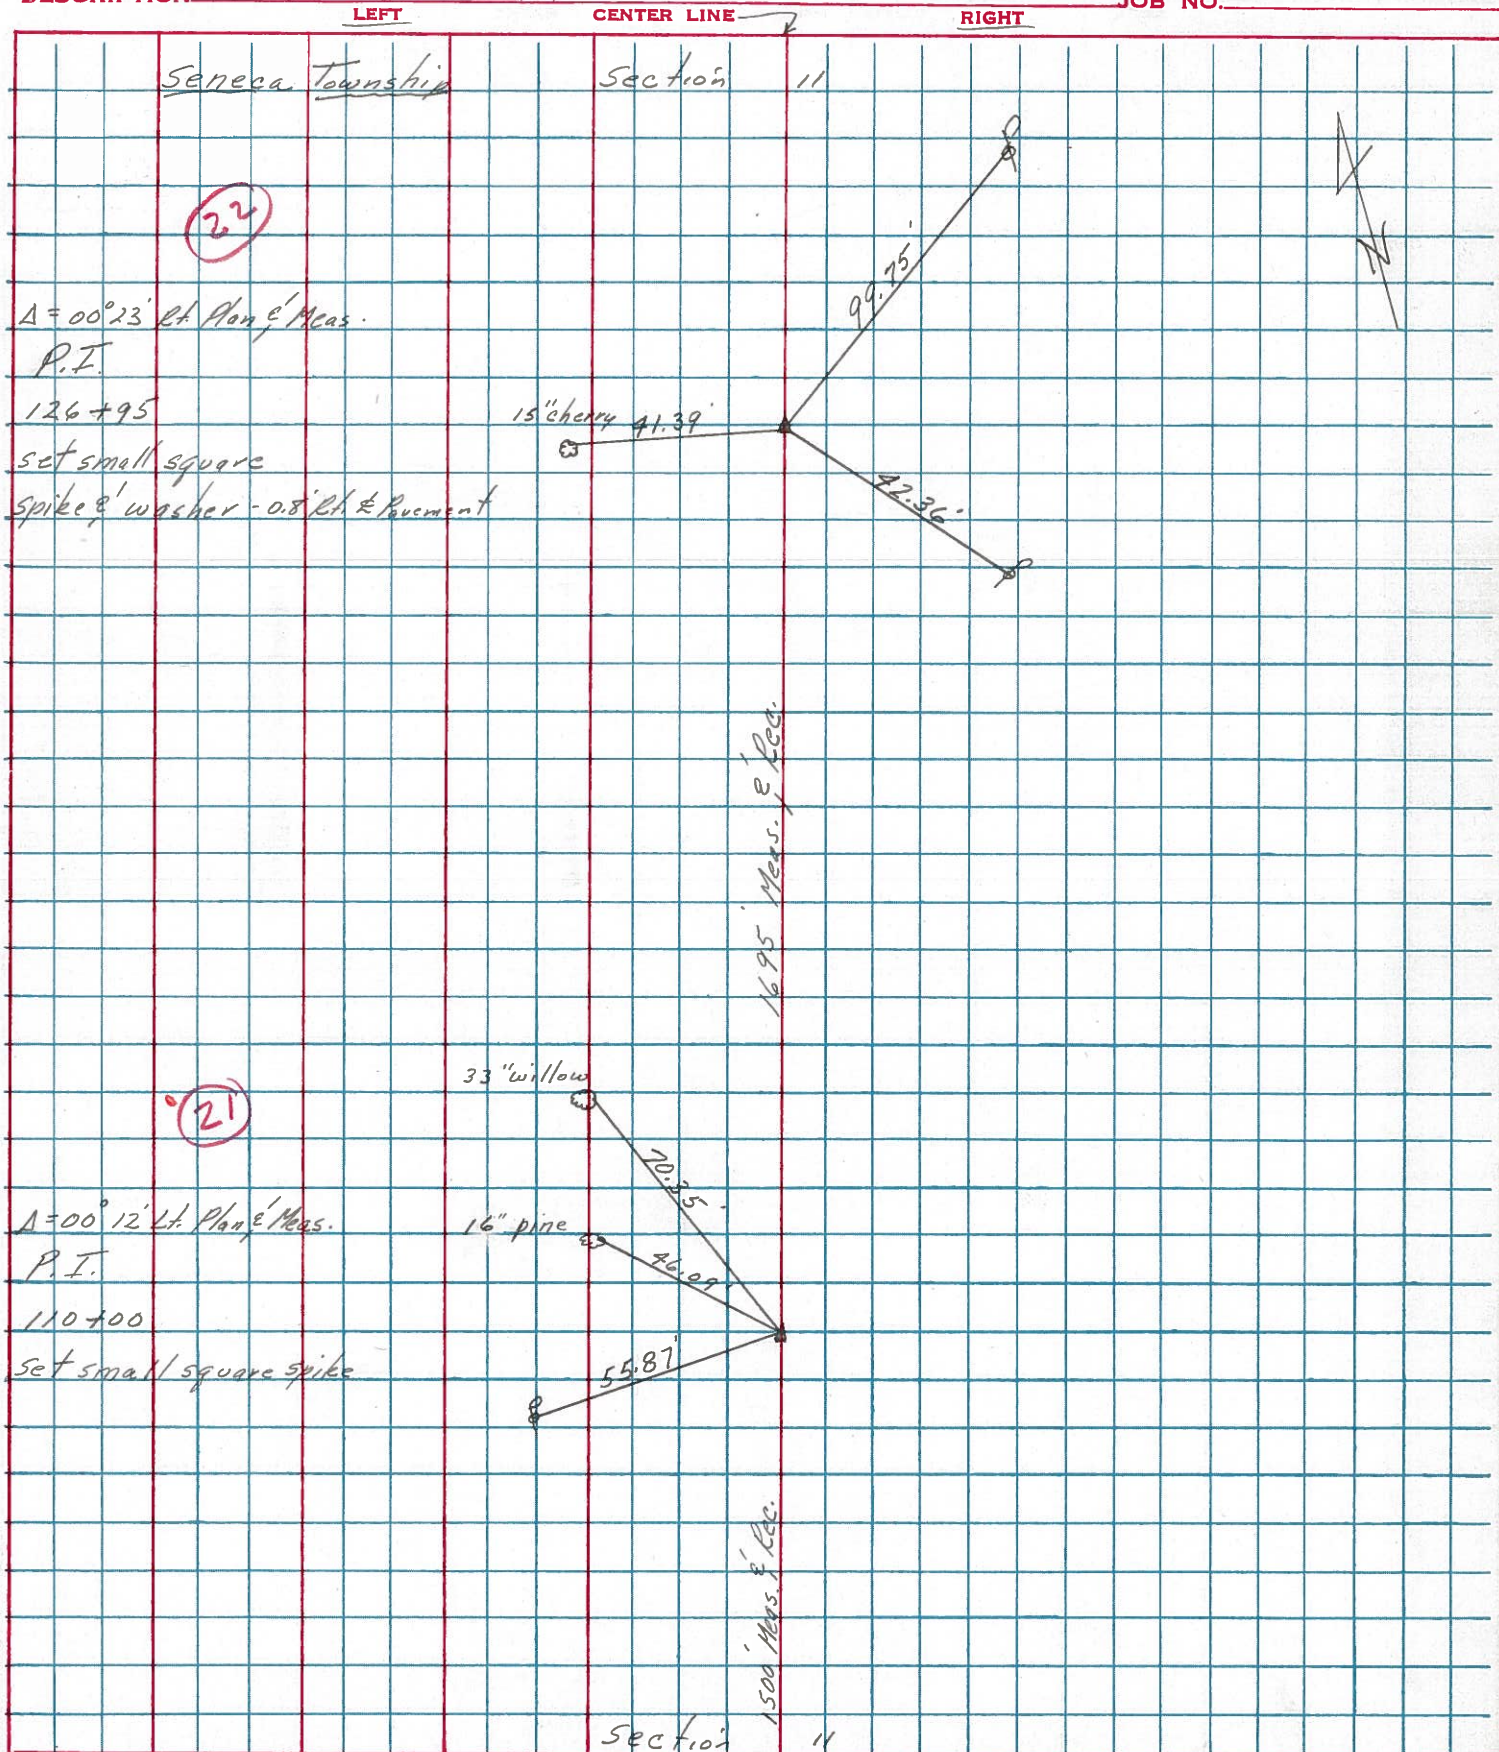 JOB NO.
LEFT CENTER LINE RIGHT
Seneca Township Section 11
22
99.75'
Δ = 00°23' Rt. Plan & Meas.
P.I.
126+95
15" cherry 41.39'
set small square
42.36'
spike & washer - 0.8' Rt. ℄ Pavement
N
1695' Meas. & Rec.
33" willow
21
70.35'
Δ = 00° 12' Lt. Plan & Meas.
16" pine
46.09'
P.I.
110+00
set small square spike
55.87'
1500' Meas. & Rec.
Section 11